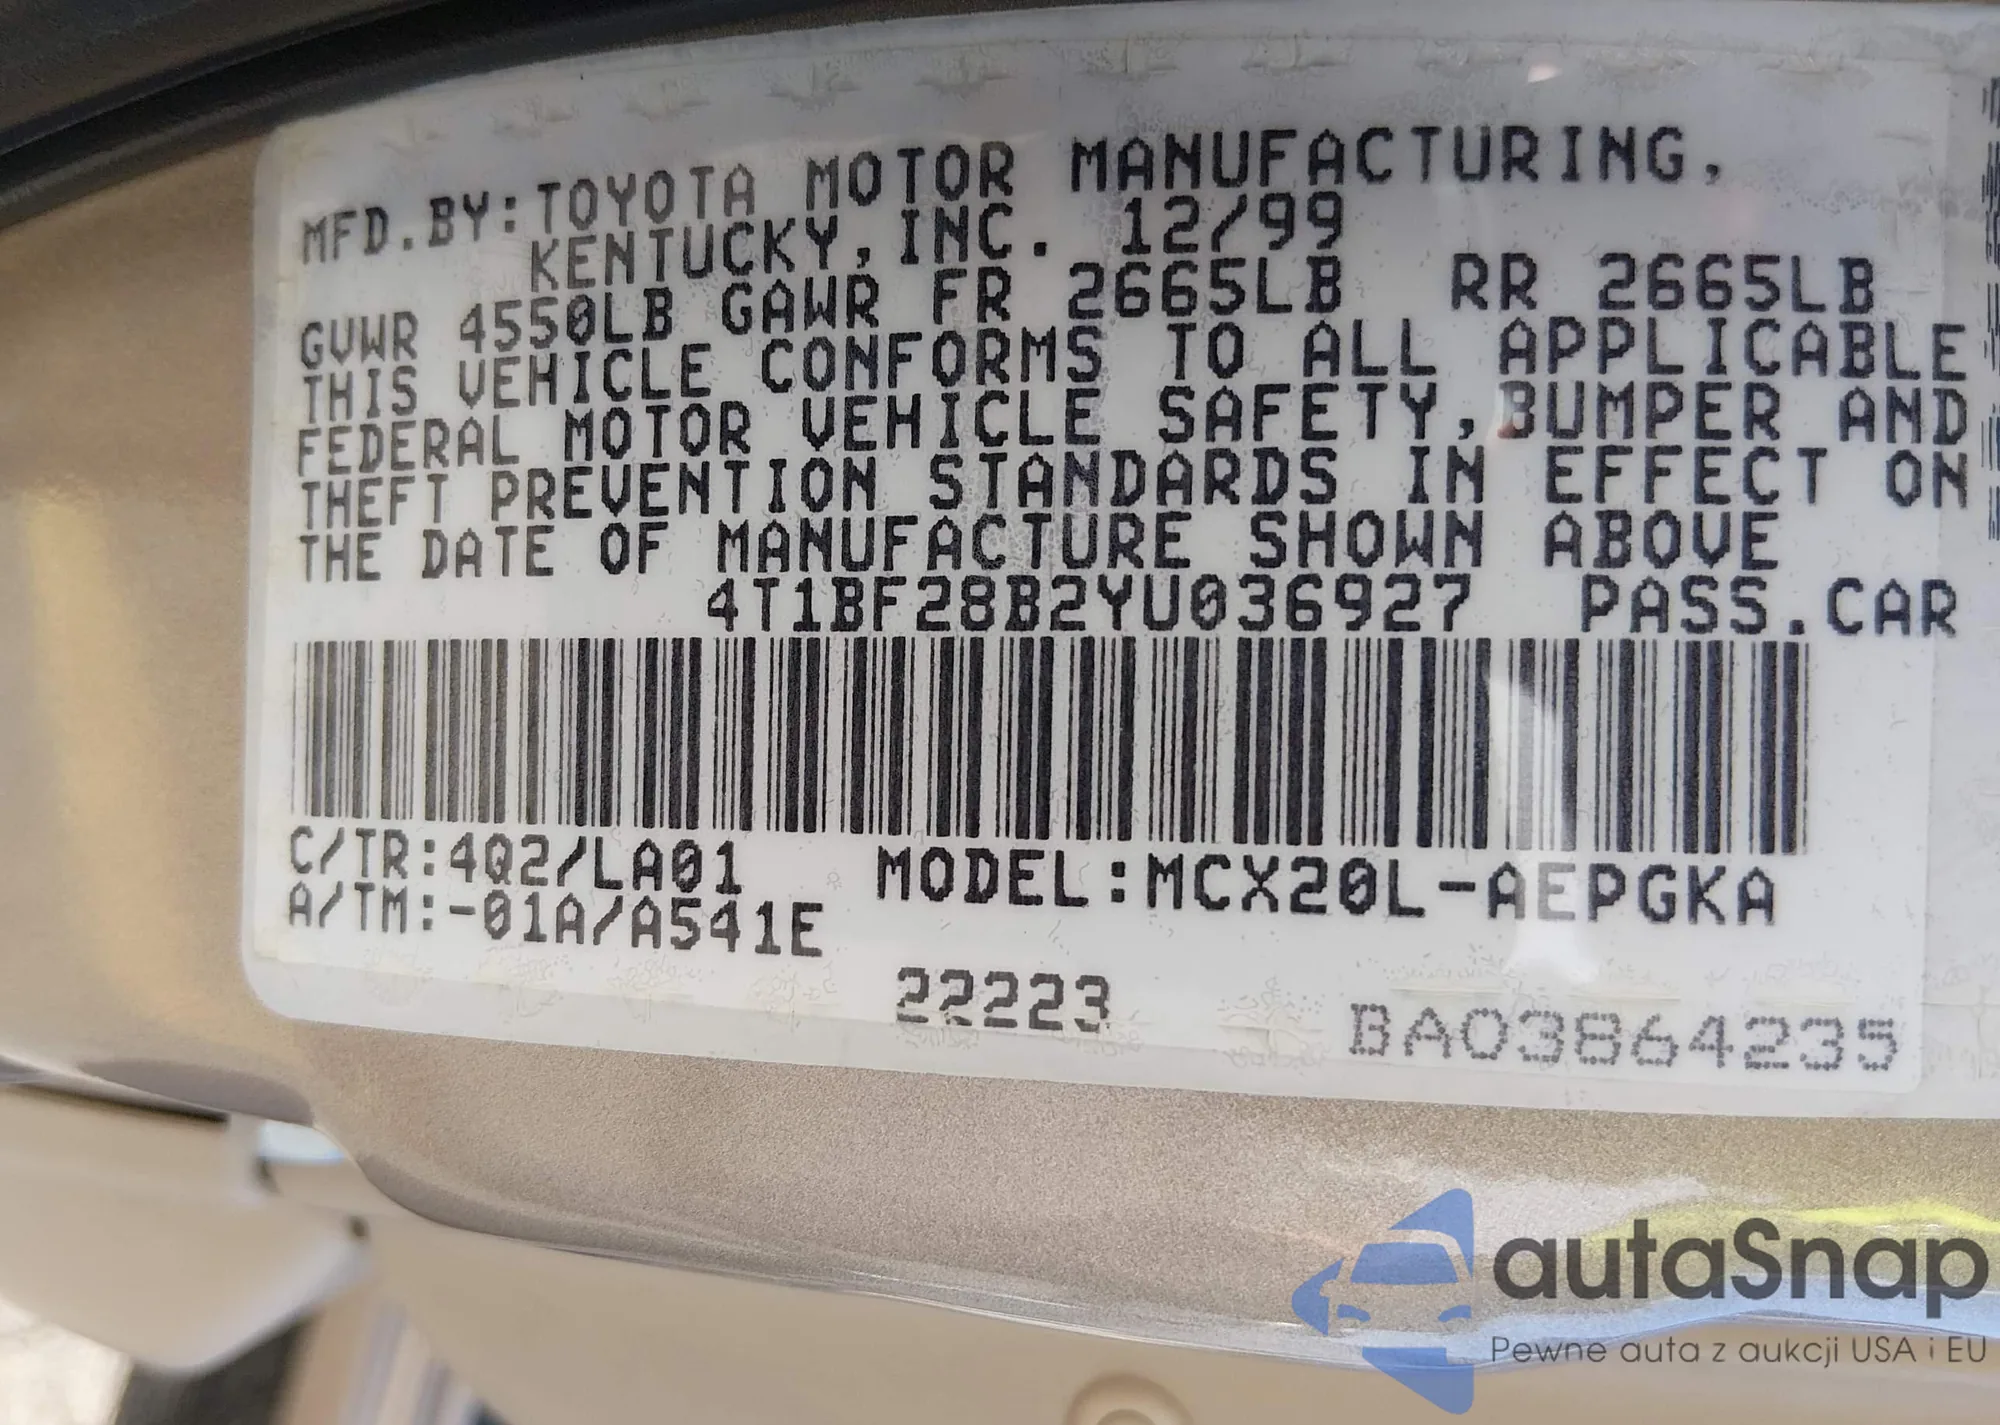 MFD.BY:TOYOTA MOTOR MANUFACTURING,
KENTUCKY,INC. 12/99
GVWR 4550LB GAWR FR 2665LB RR 2665LB
THIS VEHICLE CONFORMS TO ALL APPLICABLE
FEDERAL MOTOR VEHICLE SAFETY,BUMPER AND
THEFT PREVENTION STANDARDS IN EFFECT ON
THE DATE OF MANUFACTURE SHOWN ABOVE
4T1BF28B2YU036927 PASS.CAR
C/TR:4Q2/LA01 MODEL:MCX20L-AEPGKA
A/TM:-01A/A541E
22223
BA03864235
autaSnap
Pewne auta z aukcji USA i EU